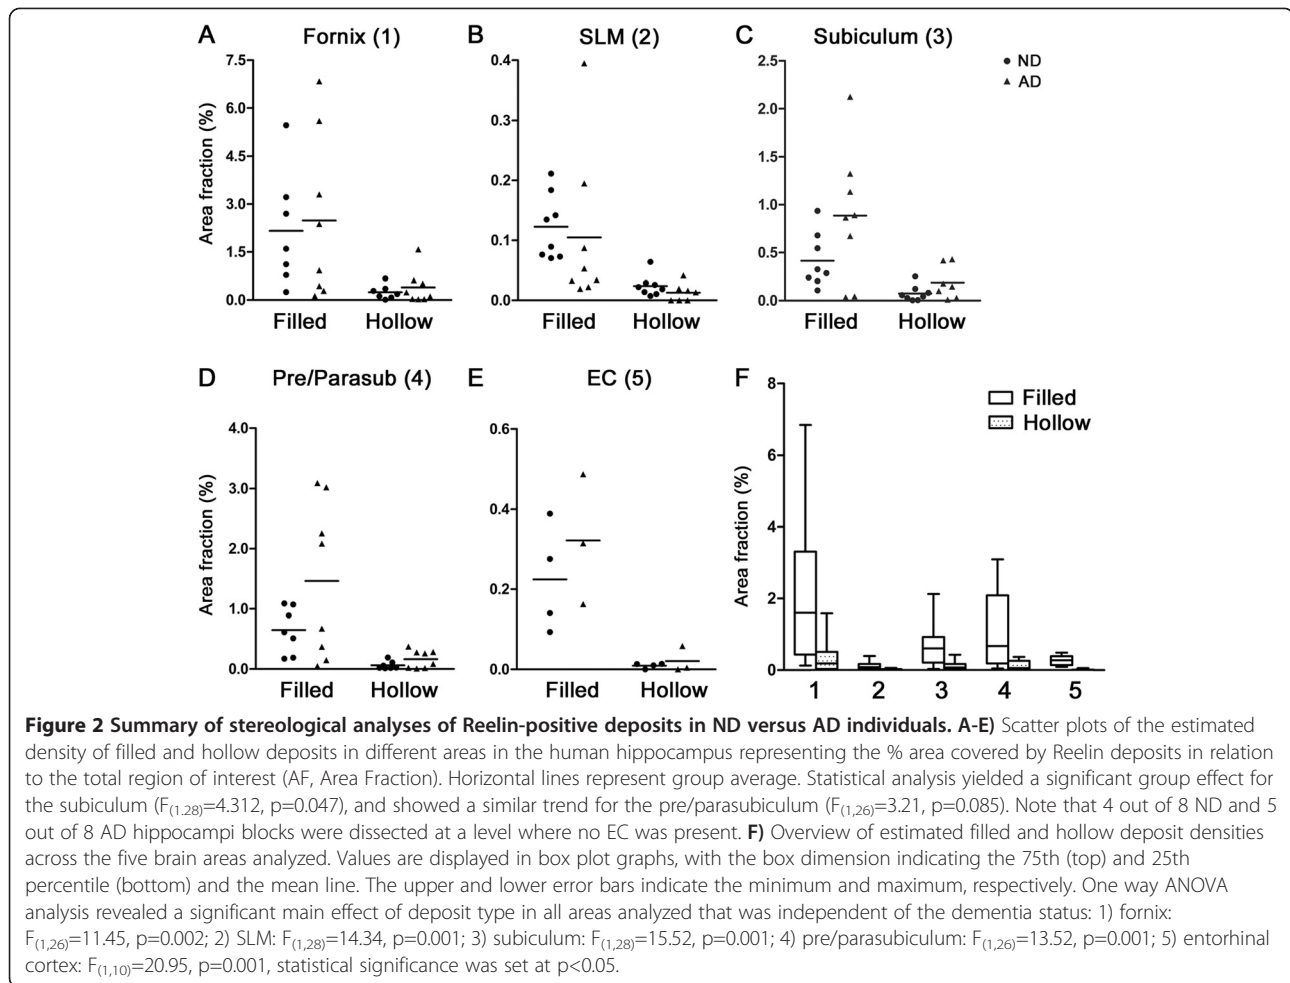 A Fornix (1)
Area fraction (%)
7.5
6.0
4.5
3.0
1.5
0.0
Filled Hollow
B SLM (2)
0.4
0.3
0.2
0.1
0.0
Filled Hollow
C Subiculum (3)
2.5
2.0
1.5
1.0
0.5
0.0
Filled Hollow
ND
AD
D Pre/Parasub (4)
Area fraction (%)
4.0
3.0
2.0
1.0
0.0
Filled Hollow
E EC (5)
0.6
0.4
0.2
0.0
Filled Hollow
F
Area fraction (%)
8
6
4
2
0
Filled
Hollow
1 2 3 4 5
Figure 2 Summary of stereological analyses of Reelin-positive deposits in ND versus AD individuals. A-E) Scatter plots of the estimated
density of filled and hollow deposits in different areas in the human hippocampus representing the % area covered by Reelin deposits in relation
to the total region of interest (AF, Area Fraction). Horizontal lines represent group average. Statistical analysis yielded a significant group effect for
the subiculum (F(1,28)=4.312, p=0.047), and showed a similar trend for the pre/parasubiculum (F(1,26)=3.21, p=0.085). Note that 4 out of 8 ND and 5
out of 8 AD hippocampi blocks were dissected at a level where no EC was present. F) Overview of estimated filled and hollow deposit densities
across the five brain areas analyzed. Values are displayed in box plot graphs, with the box dimension indicating the 75th (top) and 25th
percentile (bottom) and the mean line. The upper and lower error bars indicate the minimum and maximum, respectively. One way ANOVA
analysis revealed a significant main effect of deposit type in all areas analyzed that was independent of the dementia status: 1) fornix:
F(1,26)=11.45, p=0.002; 2) SLM: F(1,28)=14.34, p=0.001; 3) subiculum: F(1,28)=15.52, p=0.001; 4) pre/parasubiculum: F(1,26)=13.52, p=0.001; 5) entorhinal
cortex: F(1,10)=20.95, p=0.001, statistical significance was set at p<0.05.